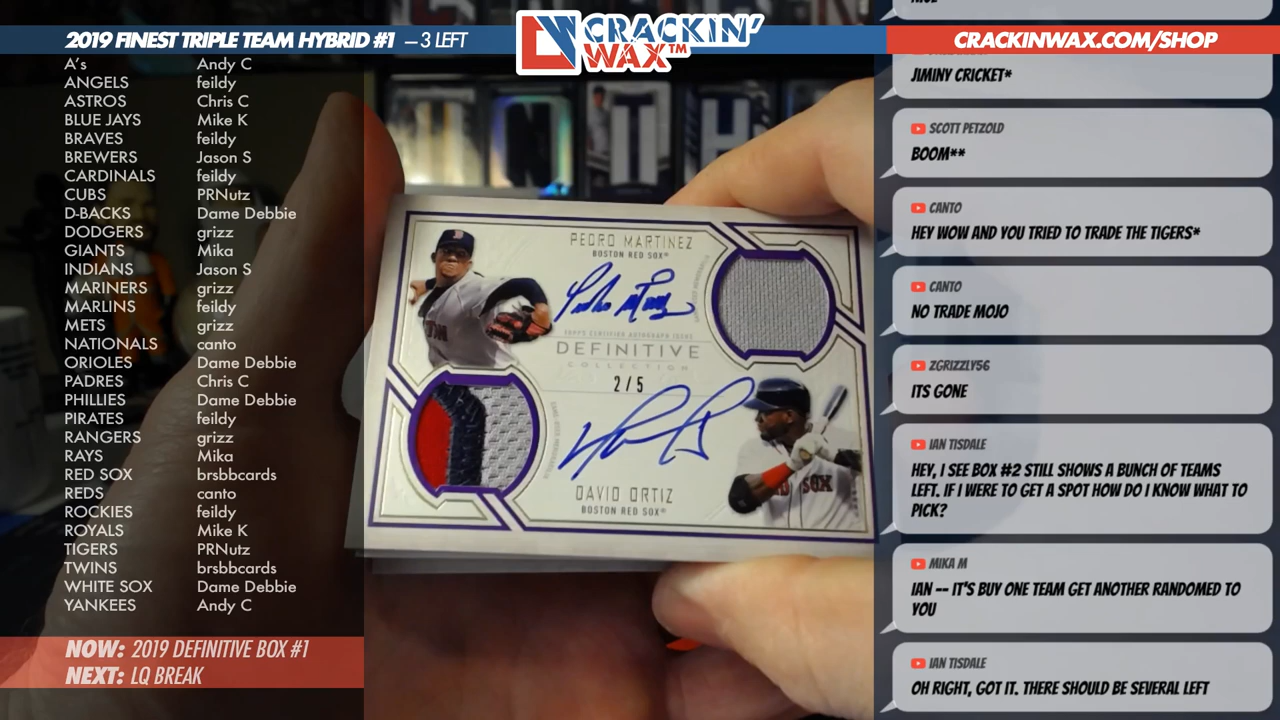 2019 FINEST TRIPLE TEAM HYBRID #1 – 3 LEFT
CRACKIN'
WAX™
CRACKINWAX.COM/SHOP
A's Andy C
ANGELS feildy
ASTROS Chris C
BLUE JAYS Mike K
BRAVES feildy
BREWERS Jason S
CARDINALS feildy
CUBS PRNutz
D-BACKS Dame Debbie
DODGERS grizz
GIANTS Mika
INDIANS Jason S
MARINERS grizz
MARLINS feildy
METS grizz
NATIONALS canto
ORIOLES Dame Debbie
PADRES Chris C
PHILLIES Dame Debbie
PIRATES feildy
RANGERS grizz
RAYS Mika
RED SOX brsbbcards
REDS canto
ROCKIES feildy
ROYALS Mike K
TIGERS PRNutz
TWINS brsbbcards
WHITE SOX Dame Debbie
YANKEES Andy C
NOW: 2019 DEFINITIVE BOX #1
NEXT: LQ BREAK
PEDRO MARTINEZ
BOSTON RED SOX®
TOPPS CERTIFIED AUTOGRAPH ISSUE
DEFINITIVE
COLLECTION
2/5
DAVID ORTIZ
BOSTON RED SOX®
JIMINY CRICKET*
SCOTT PETZOLD
BOOM**
CANTO
HEY WOW AND YOU TRIED TO TRADE THE TIGERS*
CANTO
NO TRADE MOJO
ZGRIZZLY56
ITS GONE
IAN TISDALE
HEY, I SEE BOX #2 STILL SHOWS A BUNCH OF TEAMS
LEFT. IF I WERE TO GET A SPOT HOW DO I KNOW WHAT TO
PICK?
MIKA M
IAN -- IT'S BUY ONE TEAM GET ANOTHER RANDOMED TO
YOU
IAN TISDALE
OH RIGHT, GOT IT. THERE SHOULD BE SEVERAL LEFT